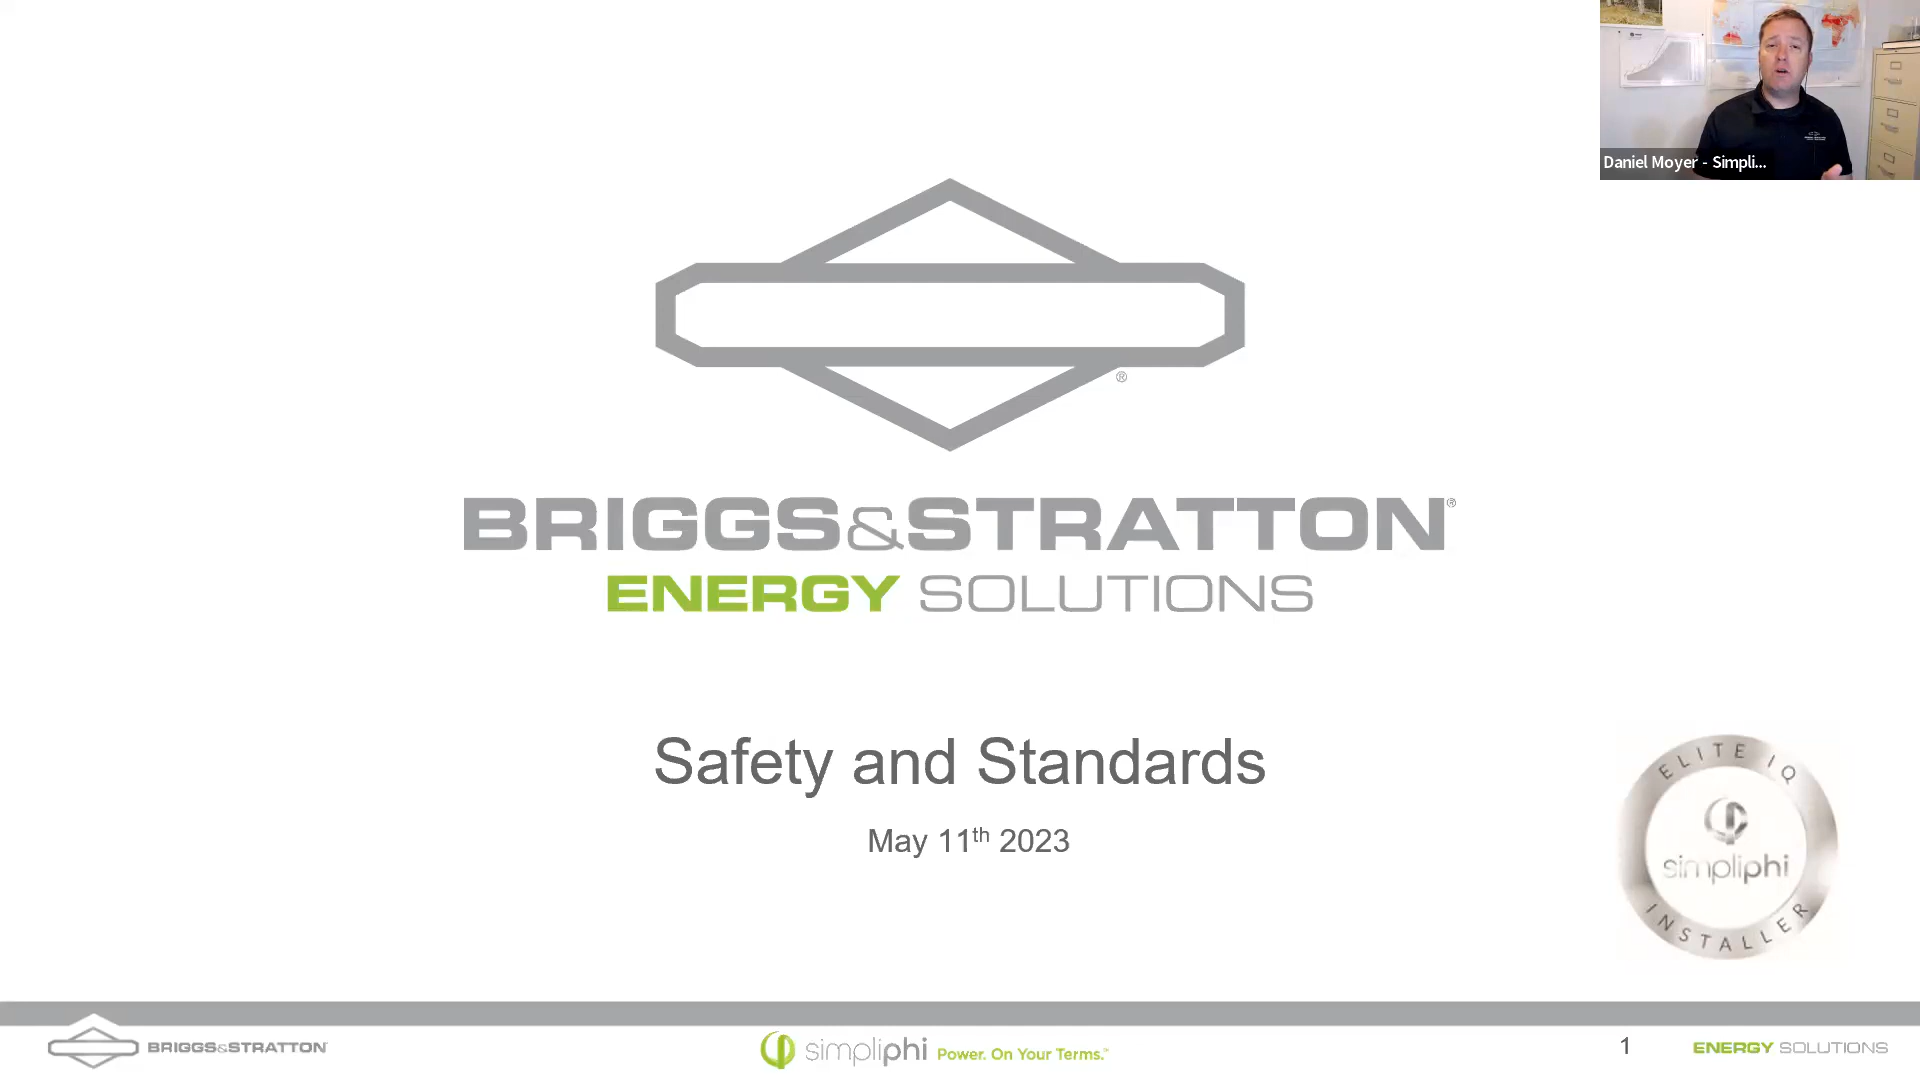 Daniel Moyer - Simpli...
®
BRIGGS&STRATTON®
ENERGY SOLUTIONS
Safety and Standards
May 11th 2023
ELITE IQ
simpliphi
INSTALLER
BRIGGS&STRATTON
simpliphi Power. On Your Terms.™
1
ENERGY SOLUTIONS